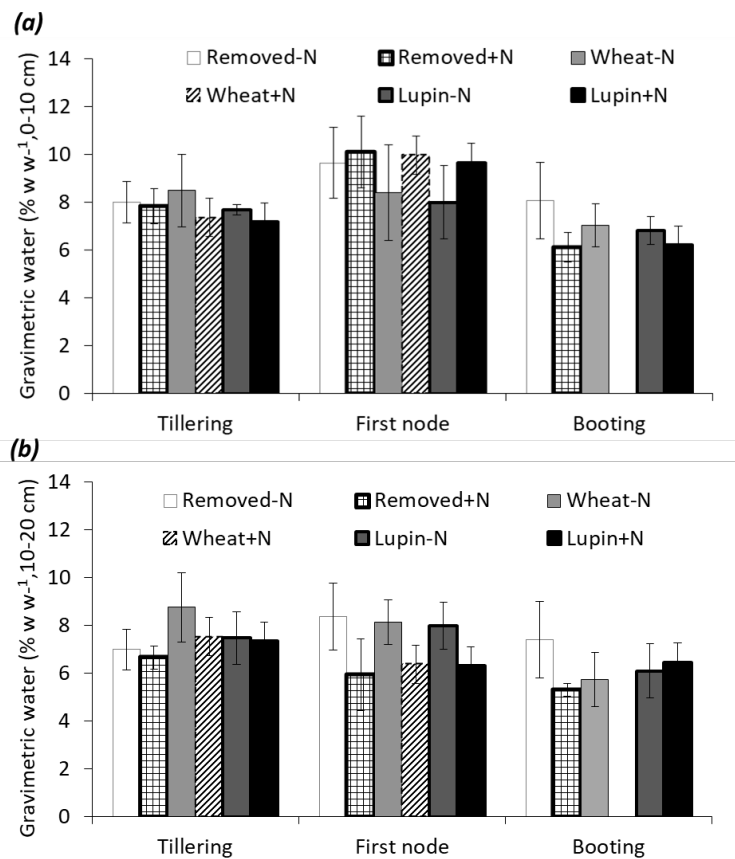 (a)
Gravimetric water (% w w-1,0-10 cm)
14
12
10
8
6
4
2
0
Removed-N Removed+N Wheat-N
Wheat+N Lupin-N Lupin+N
Tillering First node Booting
(b)
Gravimetric water (% w w-1,10-20 cm)
14
12
10
8
6
4
2
0
Removed-N Removed+N Wheat-N
Wheat+N Lupin-N Lupin+N
Tillering First node Booting